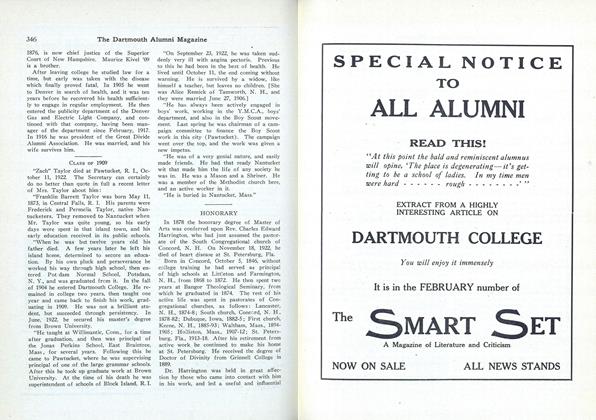 346 The Dartmouth Alumni Magazine
1876, is now chief justice of the Superior
Court of New Hampshire. Maurice Kivel '09
is a brother.
After leaving college he studied law for a
time, but early was taken with the disease
which finally proved fatal. In 1905 he went
to Denver in search of health, and it was ten
years before he recovered his health sufficient-
ly to engage in regular employment. He then
entered the publicity department of the Denver
Gas and Electric Light Company, and con-
tinued with that company, having been man-
ager of the department since February, 1917.
In 1916 he was president of the Great Divide
Alumni Association. He was married, and his
wife survives him.
CLASS OF 1909
"Zach" Taylor died at Pawtucket, R. I., Oc-
tober 11, 1922. The Secretary can certainly
do no better than quote in full a recent letter
of Mrs. Taylor about him:
"Franklin Barrett Taylor was born May 11,
1873, in Central Falls, R. I. His parents were
Frederick and Permelia Taylor, native Nan-
tucketers. They removed to Nantucket when
Mr. Taylor was quite young, so his early
days were spent in that island town, and his
early education received in its public schools.
"When he was but twelve years old his
father died. A few years later he left his
island home, determined to secure an educa-
tion. By his own pluck and perseverance he
worked his way through high school, then en-
tered Potsdam Normal School, Potsdam,
N. Y., and was graduated from it. In the fall
of 1904 he entered Dartmouth College. He re-
mained in college two years, then taught one
year and came back to finish his work, grad-
uating in 1909. He was not a brilliant stu-
dent, but succeeded through persistency. In
June, 1922, he secured his master's degree
from Brown University.
"He taught at Willimantic, Conn., for a time
after graduation, and then was principal of
the Jonas Perkins School, East Braintree,
Mass., for several years. Following this he
came to Pawtucket, where he was supervising
principal of one of the large grammar schools.
After this he took up graduate work at Brown
University. At the time of his death he was
superintendent of schools of Block Island, R. I.
"On September 23, 1922, he was taken sud-
denly very ill with angina pectoris. Previous
to this he had been in the best of health. He
lived until October 11, the end coming without
warning. He is survived by a widow, like
himself a teacher, but leaves no children. [She
was Alice Remick of Tamworth, N. H., and
they were married June 27, 1906.]
"He has always been actively engaged in
boys' work, working in the Y.M.C.A., boys'
department, and also in the Boy Scout move-
ment. Last spring he was chairman of a cam-
paign committee to finance the Boy Scout
work in this city (Pawtucket). The campaign
went over the top, and the work was given a
new impetus.
"He was of a very genial nature, and easily
made friends. He had that ready Nantucket
wit that made him the life of any society he
was in. He was a Mason and a Shriner. He
was a member of the Methodist church here,
and an active worker in it.
"He is buried in Nantucket, Mass."
HONORARY
In 1878 the honorary degree of Master of
Arts was conferred upon Rev. Charles Edward
Harrington, who had just assumed the pastor-
ate of the South Congregational church of
Concord, N. H. On November 18, 1922, he
died of heart disease at St. Petersburg, Fla.
Born in Concord, October 5, 1846, without
college training he had served as principal
of high schools at Littleton and Farmington,
N. H., from 1868 to 1872. He then spent two
years at Bangor Theological Seminary, from
which he graduated in 1874. The rest of his
active life was spent in pastorates of Con-
gregational churches, as follows: Lancaster,
N. H., 1874-8; South church, Concord, N. H.,
1878-82; Dubuque, Iowa, 1882-5; First church,
Keene, N. H., 1885-93; Waltham, Mass., 1894-
1905; Holliston, Mass., 1907-12; St. Peters-
burg, Fla., 1913-18. After his retirement from
active work he continued to make his home
at St. Petersburg. He received the degree of
Doctor of Divinity from Grinnell College in
1889.
Dr. Harrington was held in great affec-
tion by those who came into contact with him
in his work, and led a useful and influential
SPECIAL NOTICE
TO
ALL ALUMNI
READ THIS!
"At this point the bald and reminiscent alumnus
will opine, 'The place is degenerating—it's get-
ting to be a school of ladies. In my time men
were hard - - - - - - - rough - - - - - - - -' "
EXTRACT FROM A HIGHLY
INTERESTING ARTICLE ON
DARTMOUTH COLLEGE
You will enjoy it immensely
It is in the FEBRUARY number of
The SMART SET
A Magazine of Literature and Criticism
NOW ON SALE ALL NEWS STANDS